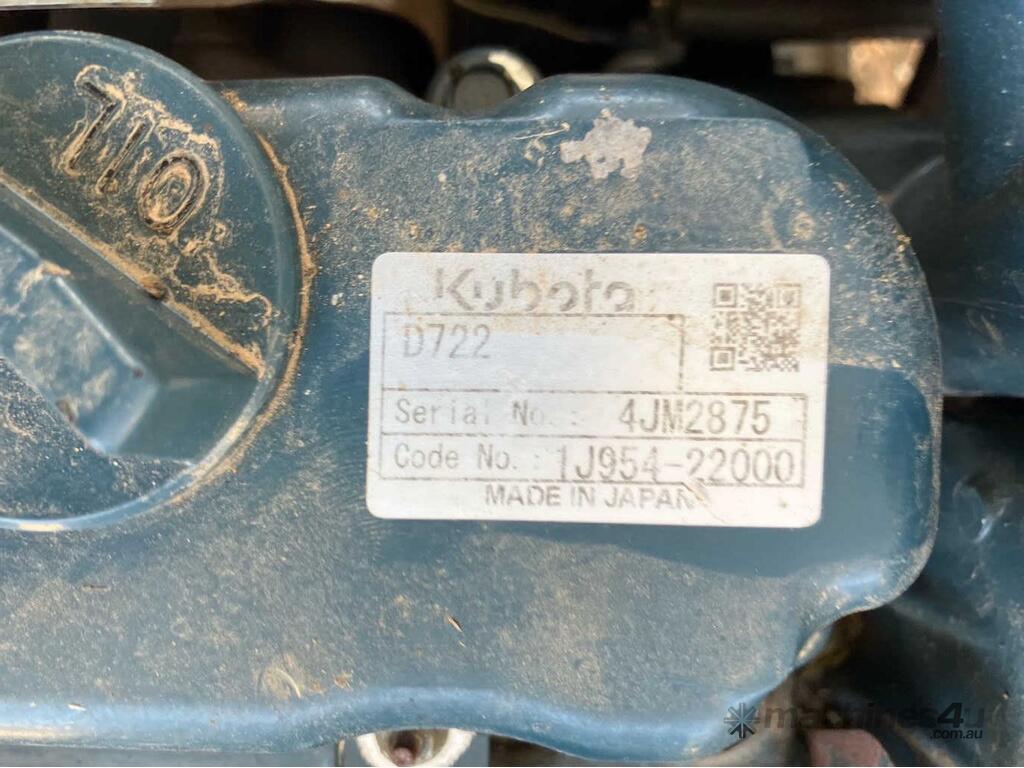 OIL
Kubota
D722
Serial No.: 4JM2875
Code No.: 1J954-22000
MADE IN JAPAN
machines4u
.com.au